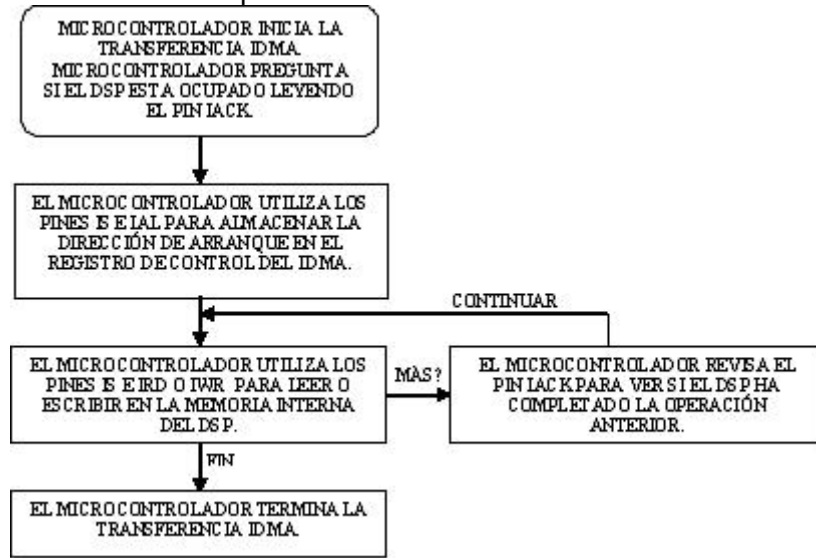 MICROCONTROLADOR INICIA LA
TRANSFERENCIA IDMA.
MICROCONTROLADOR PREGUNTA
SI EL DSP ESTA OCUPADO LEYENDO
EL PIN IACK.
EL MICROCONTROLADOR UTILIZA LOS
PINES IS E IAL PARA ALMACENAR LA
DIRECCIÓN DE ARRANQUE EN EL
REGISTRO DE CONTROL DEL IDMA.
CONTINUAR
EL MICROCONTROLADOR UTILIZA LOS
PINES IS E IRD O IWR PARA LEER O
ESCRIBIR EN LA MEMORIA INTERNA
DEL DSP.
MÀS?
EL MICROCONTROLADOR REVISA EL
PIN IACK PARA VER SI EL DSP HA
COMPLETADO LA OPERACIÓN
ANTERIOR.
FIN
EL MICROCONTROLADOR TERMINA LA
TRANSFERENCIA IDMA.